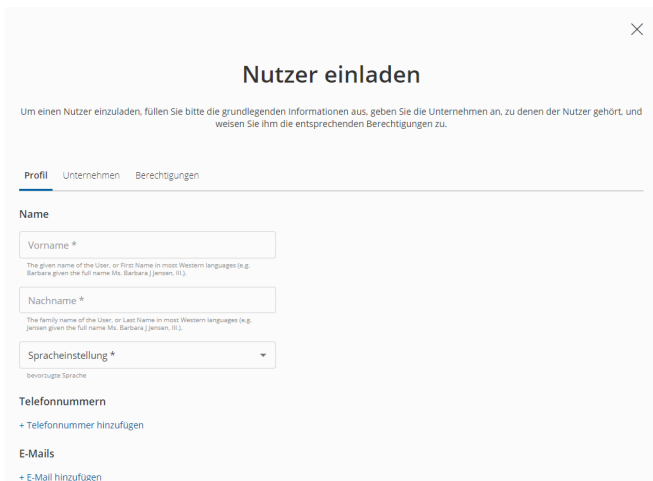 Nutzer einladen
Um einen Nutzer einzuladen, füllen Sie bitte die grundlegenden Informationen aus, geben Sie die Unternehmen an, zu denen der Nutzer gehört, und
weisen Sie ihm die entsprechenden Berechtigungen zu.
Profil Unternehmen Berechtigungen
Name
Vorname *
The given name of the User, or First Name in most Western languages (e.g.
Barbara given the full name Ms. Barbara J Jensen, III.).
Nachname *
The family name of the User, or Last Name in most Western languages (e.g.
Jensen given the full name Ms. Barbara J Jensen, III.).
Spracheinstellung *
bevorzugte Sprache
Telefonnummern
+ Telefonnummer hinzufügen
E-Mails
+ E-Mail hinzufügen